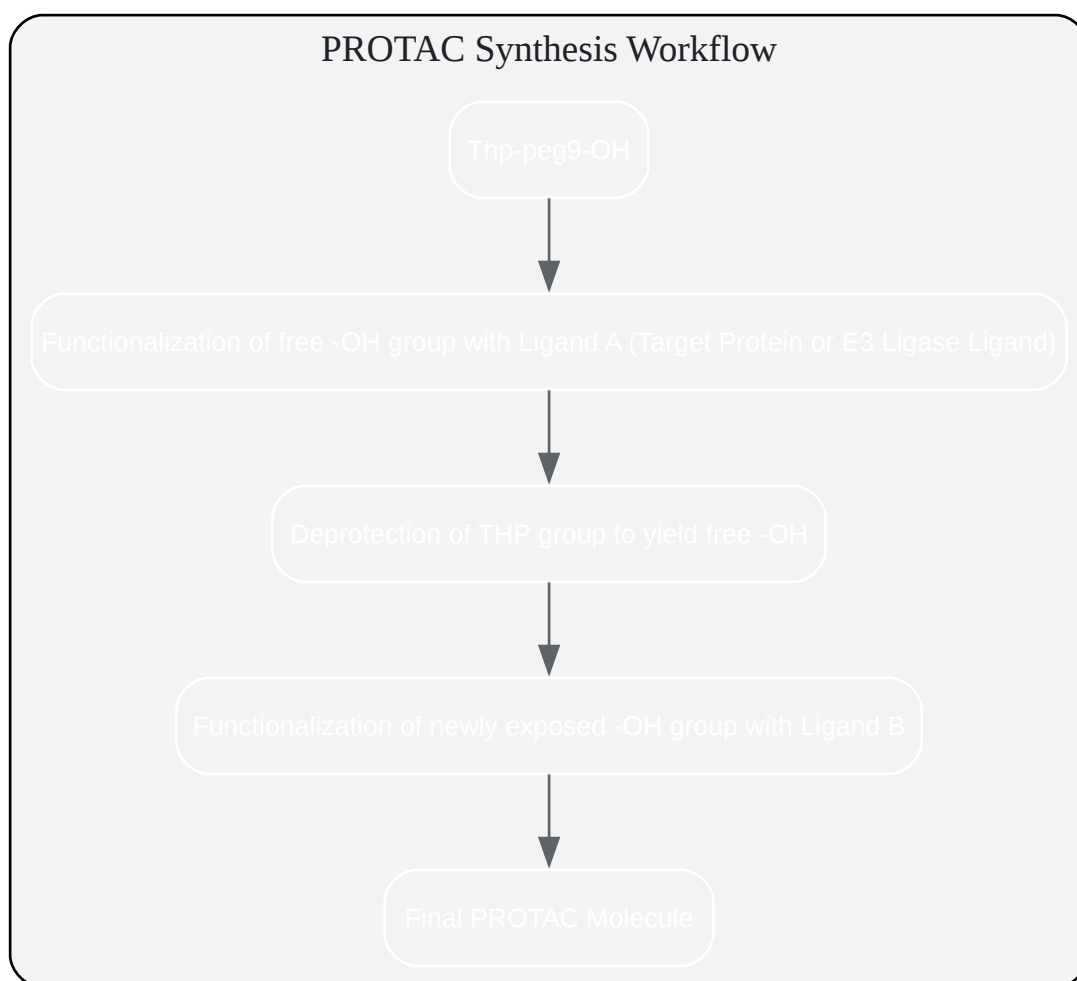 PROTAC Synthesis Workflow
Thp-peg9-OH
Functionalization of free -OH group with Ligand A (Target Protein or E3 Ligase Ligand)
Deprotection of THP group to yield free -OH
Functionalization of newly exposed -OH group with Ligand B
Final PROTAC Molecule